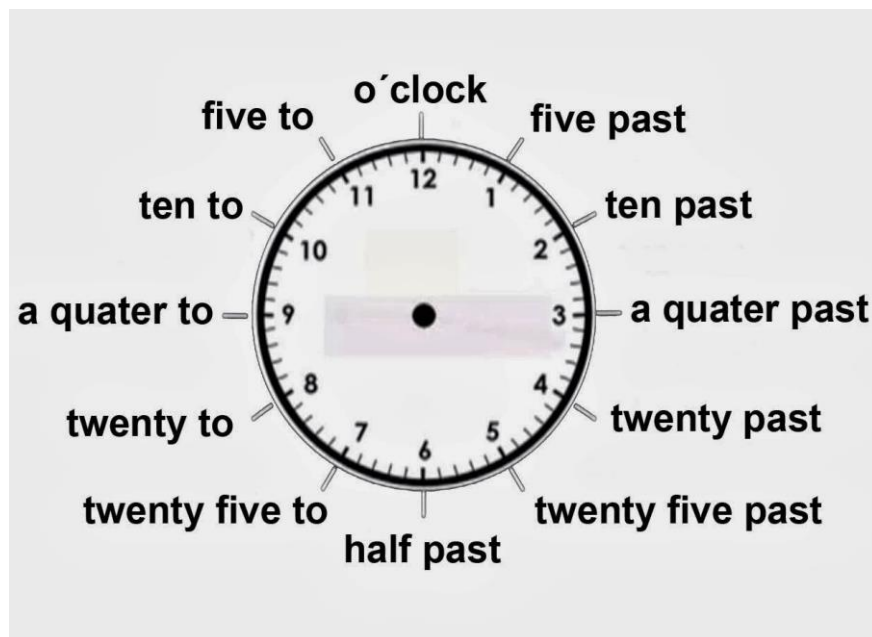 o´clock
five to
five past
ten to
ten past
a quater to
a quater past
twenty to
twenty past
twenty five to
twenty five past
half past
12
11
1
10
2
9
3
8
4
7
5
6